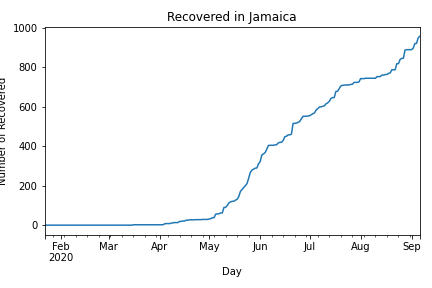 Recovered in Jamaica
Number of Recovered
1000
800
600
400
200
0
Feb Mar Apr May Jun Jul Aug Sep
2020
Day